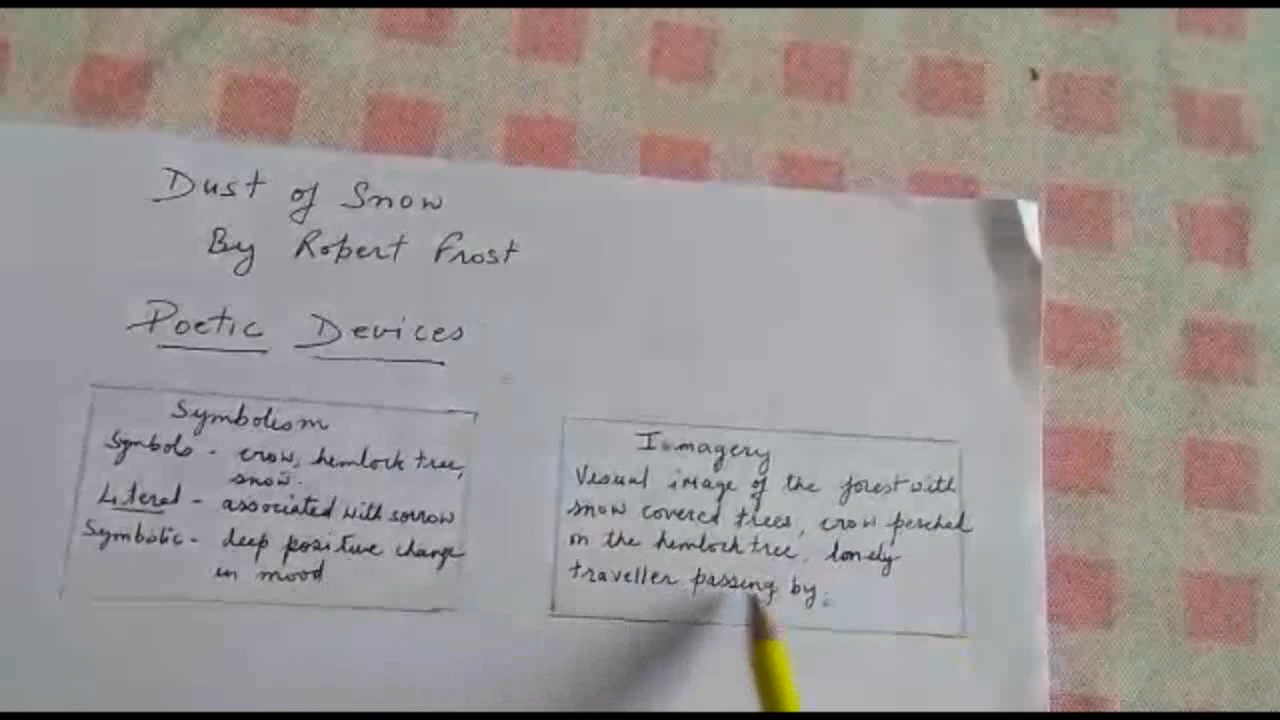 Dust of Snow
By Robert Frost
Poetic Devices
Symbolism
Symbols - crow, hemlock tree,
snow.
Literal - associated with sorrow
Symbolic - deep positive change
in mood
Imagery
Visual image of the forest with
snow covered trees, crow perched
on the hemlock tree, lonely
traveller passing by.